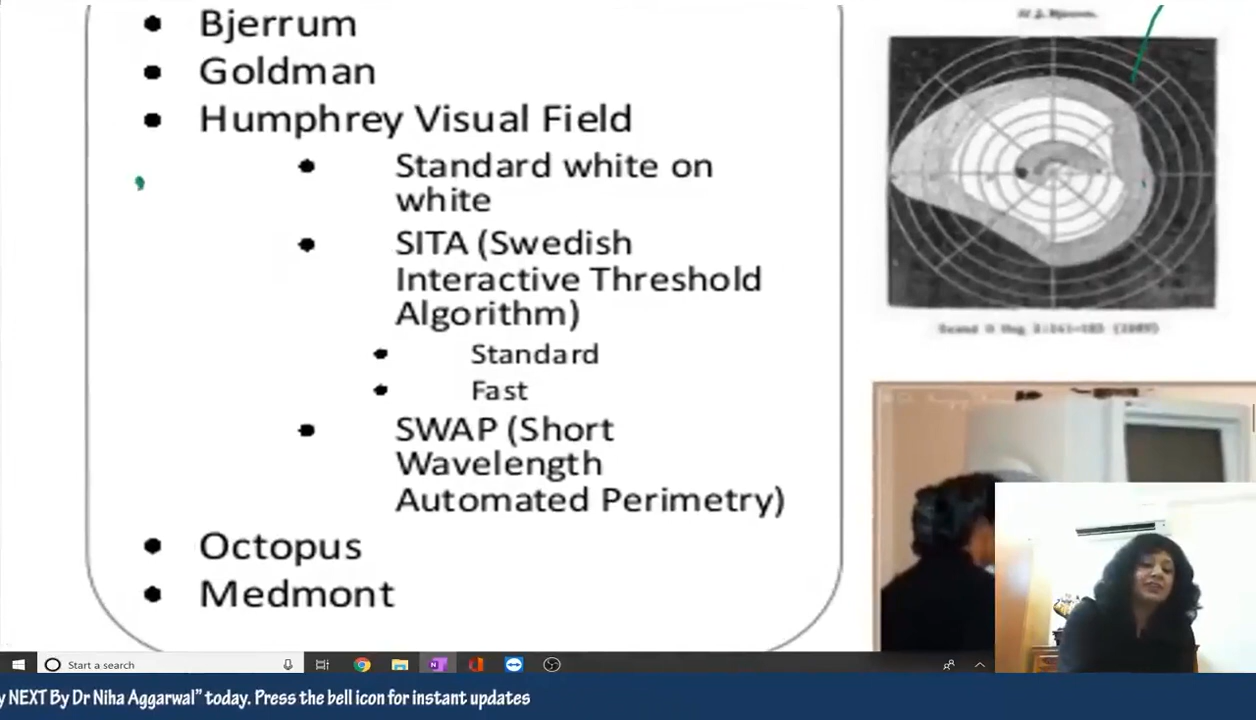 Bjerrum
Goldman
Humphrey Visual Field
Standard white on
white
SITA (Swedish
Interactive Threshold
Algorithm)
Standard
Fast
SWAP (Short
Wavelength
Automated Perimetry)
Octopus
Medmont
Start a search
y NEXT By Dr Niha Aggarwal” today. Press the bell icon for instant updates